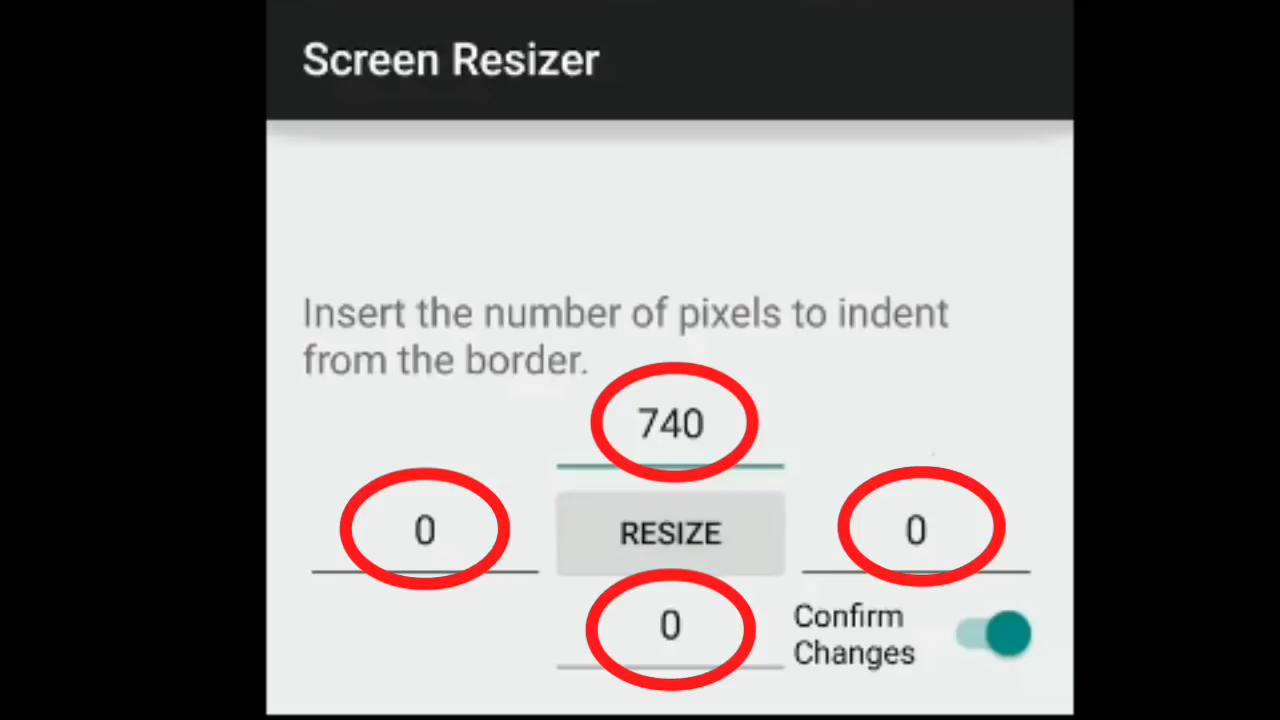 Screen Resizer
Insert the number of pixels to indent
from the border.
740
0
RESIZE
0
0
Confirm
Changes